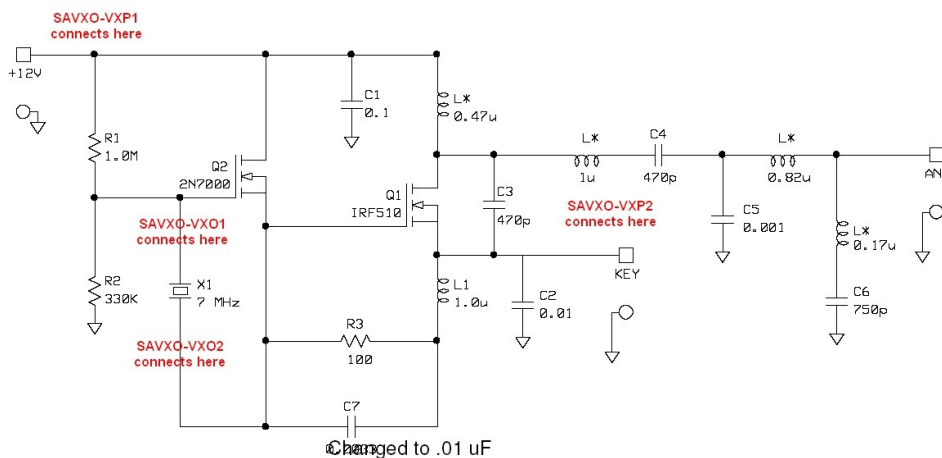 SAVXO-VXP1
connects here
+12V
C1
0.1
L*
0.47u
R1
1.0M
Q2
2N7000
L*
1u
C4
470p
L*
0.82u
AN
Q1
IRF510
C3
470p
SAVXO-VXP2
connects here
SAVXO-VXO1
connects here
C5
0.001
L*
0.17u
KEY
R2
330K
X1
7 MHz
L1
1.0u
C2
0.01
C6
750p
R3
100
SAVXO-VXO2
connects here
C7
Changed to .01 uF